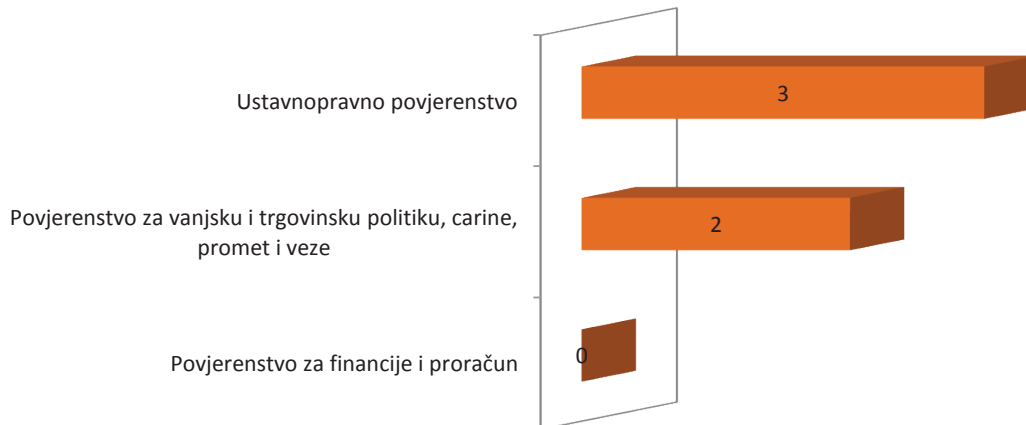 Ustavnopravno povjerenstvo
3
Povjerenstvo za vanjsku i trgovinsku politiku, carine,
promet i veze
2
Povjerenstvo za financije i proračun
0